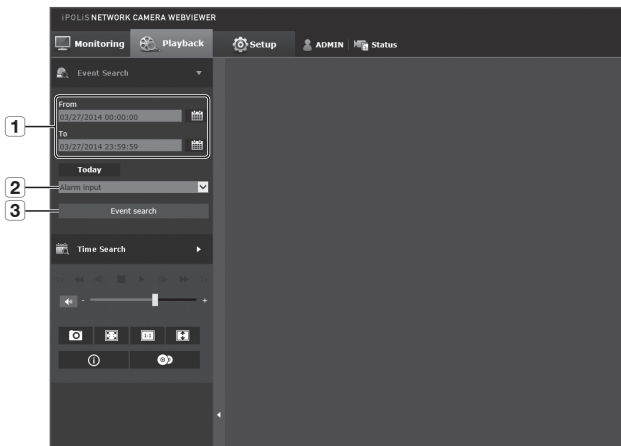 iPOLiS NETWORK CAMERA WEBVIEWER
Monitoring Playback Setup ADMIN Status
Event Search
From
03/27/2014 00:00:00
To
03/27/2014 23:59:59
Today
Alarm input
Event search
Time Search
- +
1:1
1
2
3